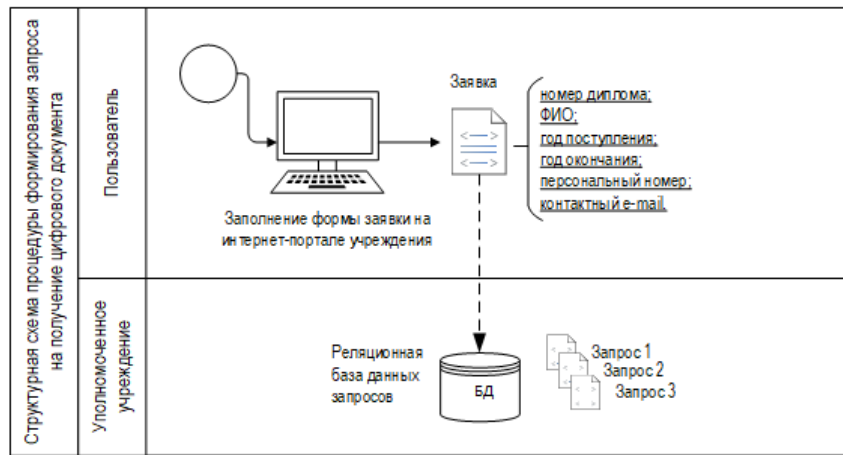 Структурная схема процедуры формирования запроса
на получение цифрового документа
Пользователь
Заявка
номер диплома;
ФИО;
год поступления;
год окончания;
персональный номер;
контактный e-mail.
Заполнение формы заявки на
интернет-портале учреждения
Уполномоченное
учреждение
Реляционная
база данных
запросов
БД
Запрос 1
Запрос 2
Запрос 3